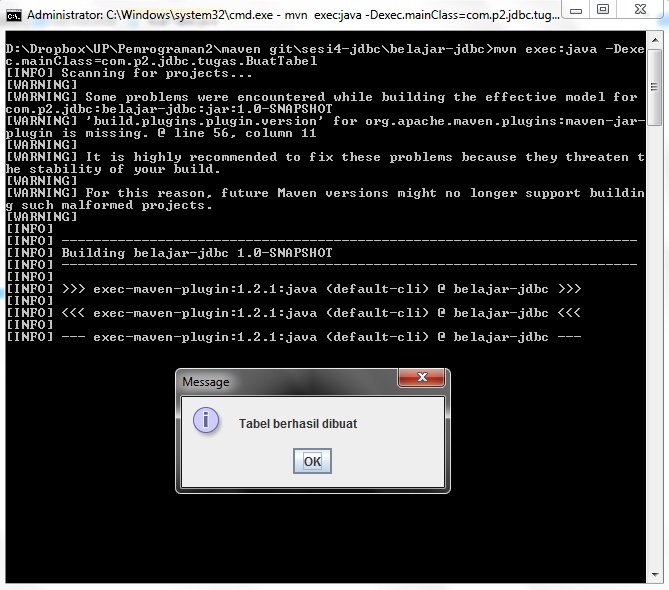 Administrator: C:\Windows\system32\cmd.exe - mvn  exec:java -Dexec.mainClass=com.p2.jdbc.tug...
D:\Dropbox\UP\Pemrograman2\maven git\sesi4-jdbc\belajar-jdbc>mvn exec:java -Dexe
c.mainClass=com.p2.jdbc.tugas.BuatTabel
[INFO] Scanning for projects...
[WARNING]
[WARNING] Some problems were encountered while building the effective model for
com.p2.jdbc:belajar-jdbc:jar:1.0-SNAPSHOT
[WARNING] 'build.plugins.plugin.version' for org.apache.maven.plugins:maven-jar-
plugin is missing. @ line 56, column 11
[WARNING]
[WARNING] It is highly recommended to fix these problems because they threaten t
he stability of your build.
[WARNING]
[WARNING] For this reason, future Maven versions might no longer support buildin
g such malformed projects.
[WARNING]
[INFO]
[INFO] ------------------------------------------------------------------------
[INFO] Building belajar-jdbc 1.0-SNAPSHOT
[INFO] ------------------------------------------------------------------------
[INFO]
[INFO] >>> exec-maven-plugin:1.2.1:java (default-cli) @ belajar-jdbc >>>
[INFO]
[INFO] <<< exec-maven-plugin:1.2.1:java (default-cli) @ belajar-jdbc <<<
[INFO]
[INFO] --- exec-maven-plugin:1.2.1:java (default-cli) @ belajar-jdbc ---
Message
Tabel berhasil dibuat
OK